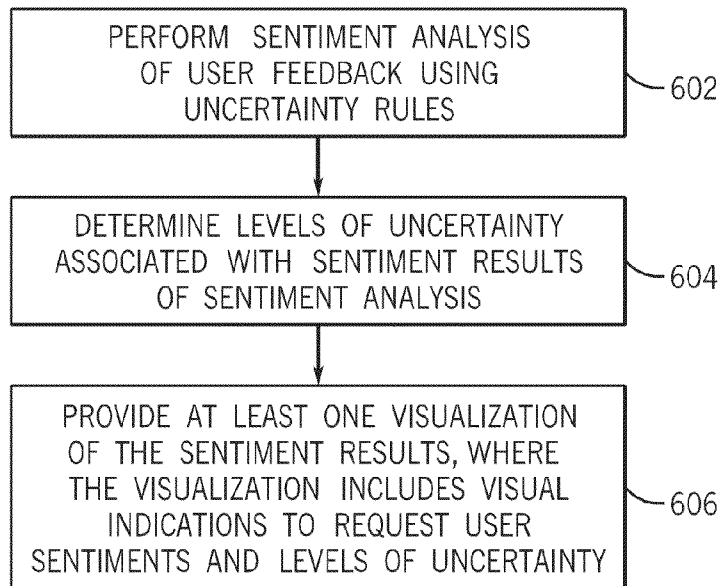 PERFORM SENTIMENT ANALYSIS
OF USER FEEDBACK USING
UNCERTAINTY RULES
602
DETERMINE LEVELS OF UNCERTAINTY
ASSOCIATED WITH SENTIMENT RESULTS
OF SENTIMENT ANALYSIS
604
PROVIDE AT LEAST ONE VISUALIZATION
OF THE SENTIMENT RESULTS, WHERE
THE VISUALIZATION INCLUDES VISUAL
INDICATIONS TO REQUEST USER
SENTIMENTS AND LEVELS OF UNCERTAINTY
606